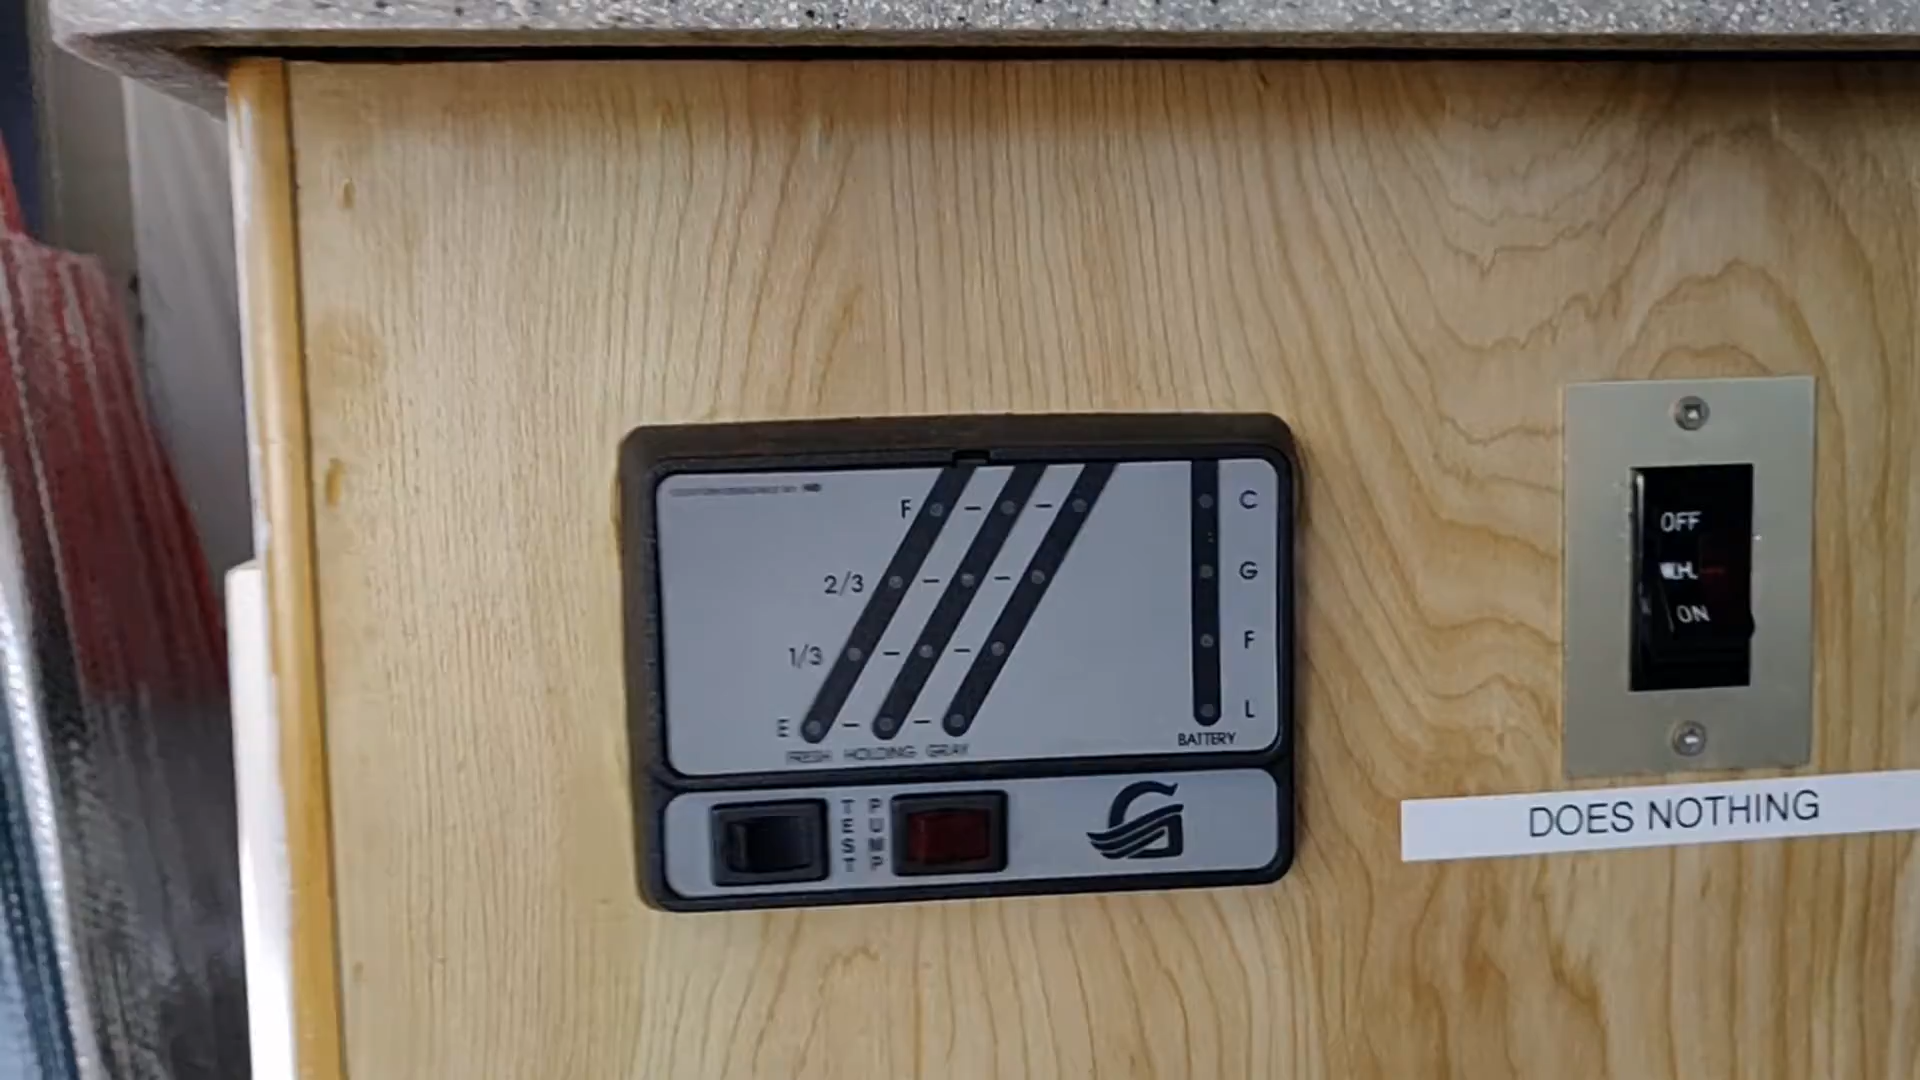 F
2/3
1/3
E
FRESH HOLDING GRAY
C
G
F
L
BATTERY
TEST
PUMP
OFF
ON
DOES NOTHING